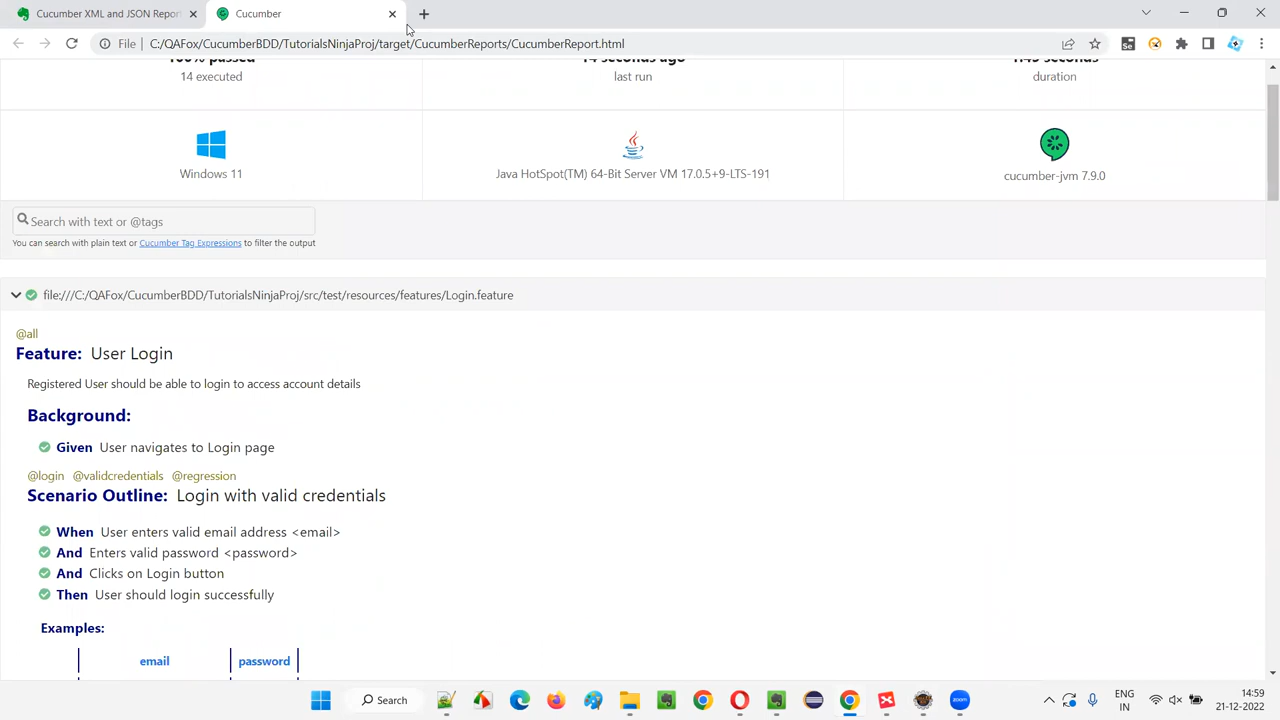 Cucumber XML and JSON Report
Cucumber
File
C:/QAFox/CucumberBDD/TutorialsNinjaProj/target/CucumberReports/CucumberReport.html
100% passed
14 executed
14 seconds ago
last run
duration
Windows 11
Java HotSpot(TM) 64-Bit Server VM 17.0.5+9-LTS-191
cucumber-jvm 7.9.0
Search with text or @tags
You can search with plain text or Cucumber Tag Expressions to filter the output
file:///C:/QAFox/CucumberBDD/TutorialsNinjaProj/src/test/resources/features/Login.feature
@all
Feature: User Login
Registered User should be able to login to access account details
Background:
Given User navigates to Login page
@login @validcredentials @regression
Scenario Outline: Login with valid credentials
When User enters valid email address <email>
And Enters valid password <password>
And Clicks on Login button
Then User should login successfully
Examples:
email password
Search
ENG
IN
14:59
21-12-2022